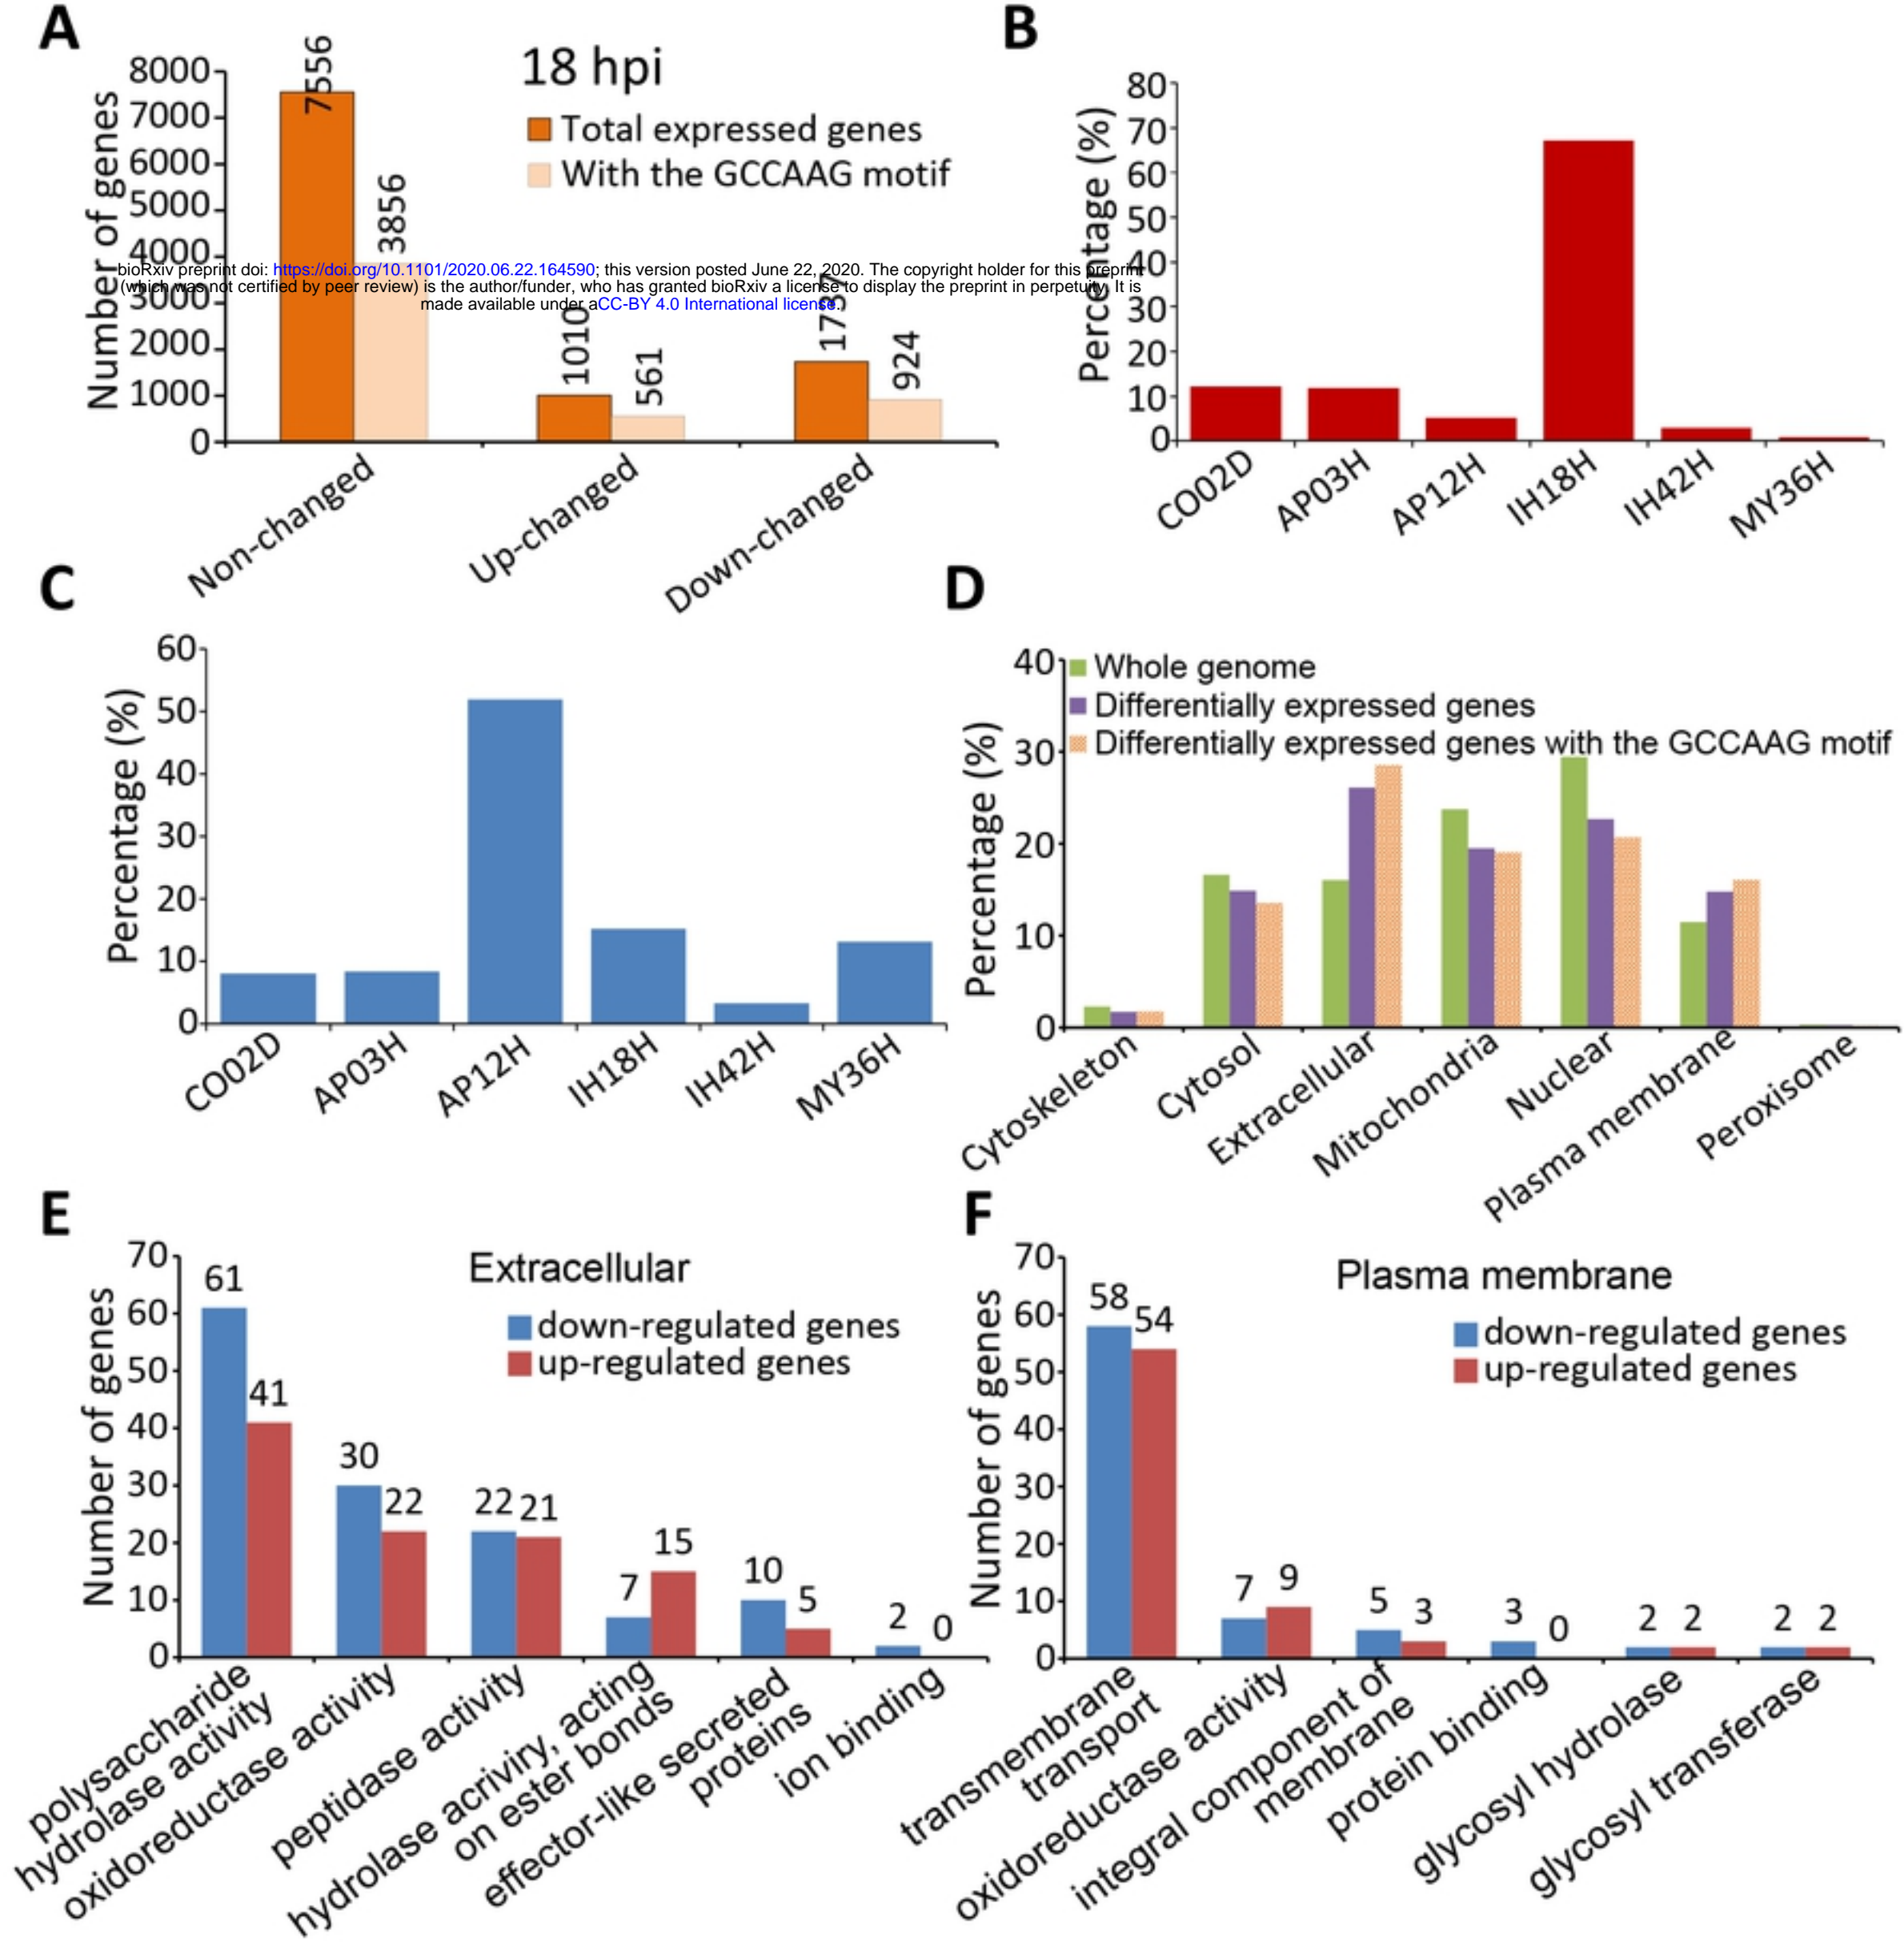 A
18 hpi
Total expressed genes
With the GCCAAG motif
Number of genes
8000
7000
6000
5000
4000
3000
2000
1000
0
7556
3856
1010
561
1737
924
Non-changed
Up-changed
Down-changed
bioRxiv preprint doi: https://doi.org/10.1101/2020.06.22.164590; this version posted June 22, 2020. The copyright holder for this preprint
(which was not certified by peer review) is the author/funder, who has granted bioRxiv a license to display the preprint in perpetuity. It is
made available under aCC-BY 4.0 International license.
B
Percentage (%)
80
70
60
50
40
30
20
10
0
CO02D
AP03H
AP12H
IH18H
IH42H
MY36H
C
Percentage (%)
60
50
40
30
20
10
0
CO02D
AP03H
AP12H
IH18H
IH42H
MY36H
D
Whole genome
Differentially expressed genes
Differentially expressed genes with the GCCAAG motif
Percentage (%)
40
30
20
10
0
Cytoskeleton
Cytosol
Extracellular
Mitochondria
Nuclear
Plasma membrane
Peroxisome
E
Extracellular
down-regulated genes
up-regulated genes
Number of genes
70
60
50
40
30
20
10
0
61
41
30
22
22
21
7
15
10
5
2
0
polysaccharide
hydrolase activity
oxidoreductase activity
peptidase activity
hydrolase acriviry, acting
on ester bonds
effector-like secreted
proteins
ion binding
F
Plasma membrane
down-regulated genes
up-regulated genes
Number of genes
70
60
50
40
30
20
10
0
58
54
7
9
5
3
3
0
2
2
2
2
transmembrane
transport
oxidoreductase activity
integral component of
membrane
protein binding
glycosyl hydrolase
glycosyl transferase